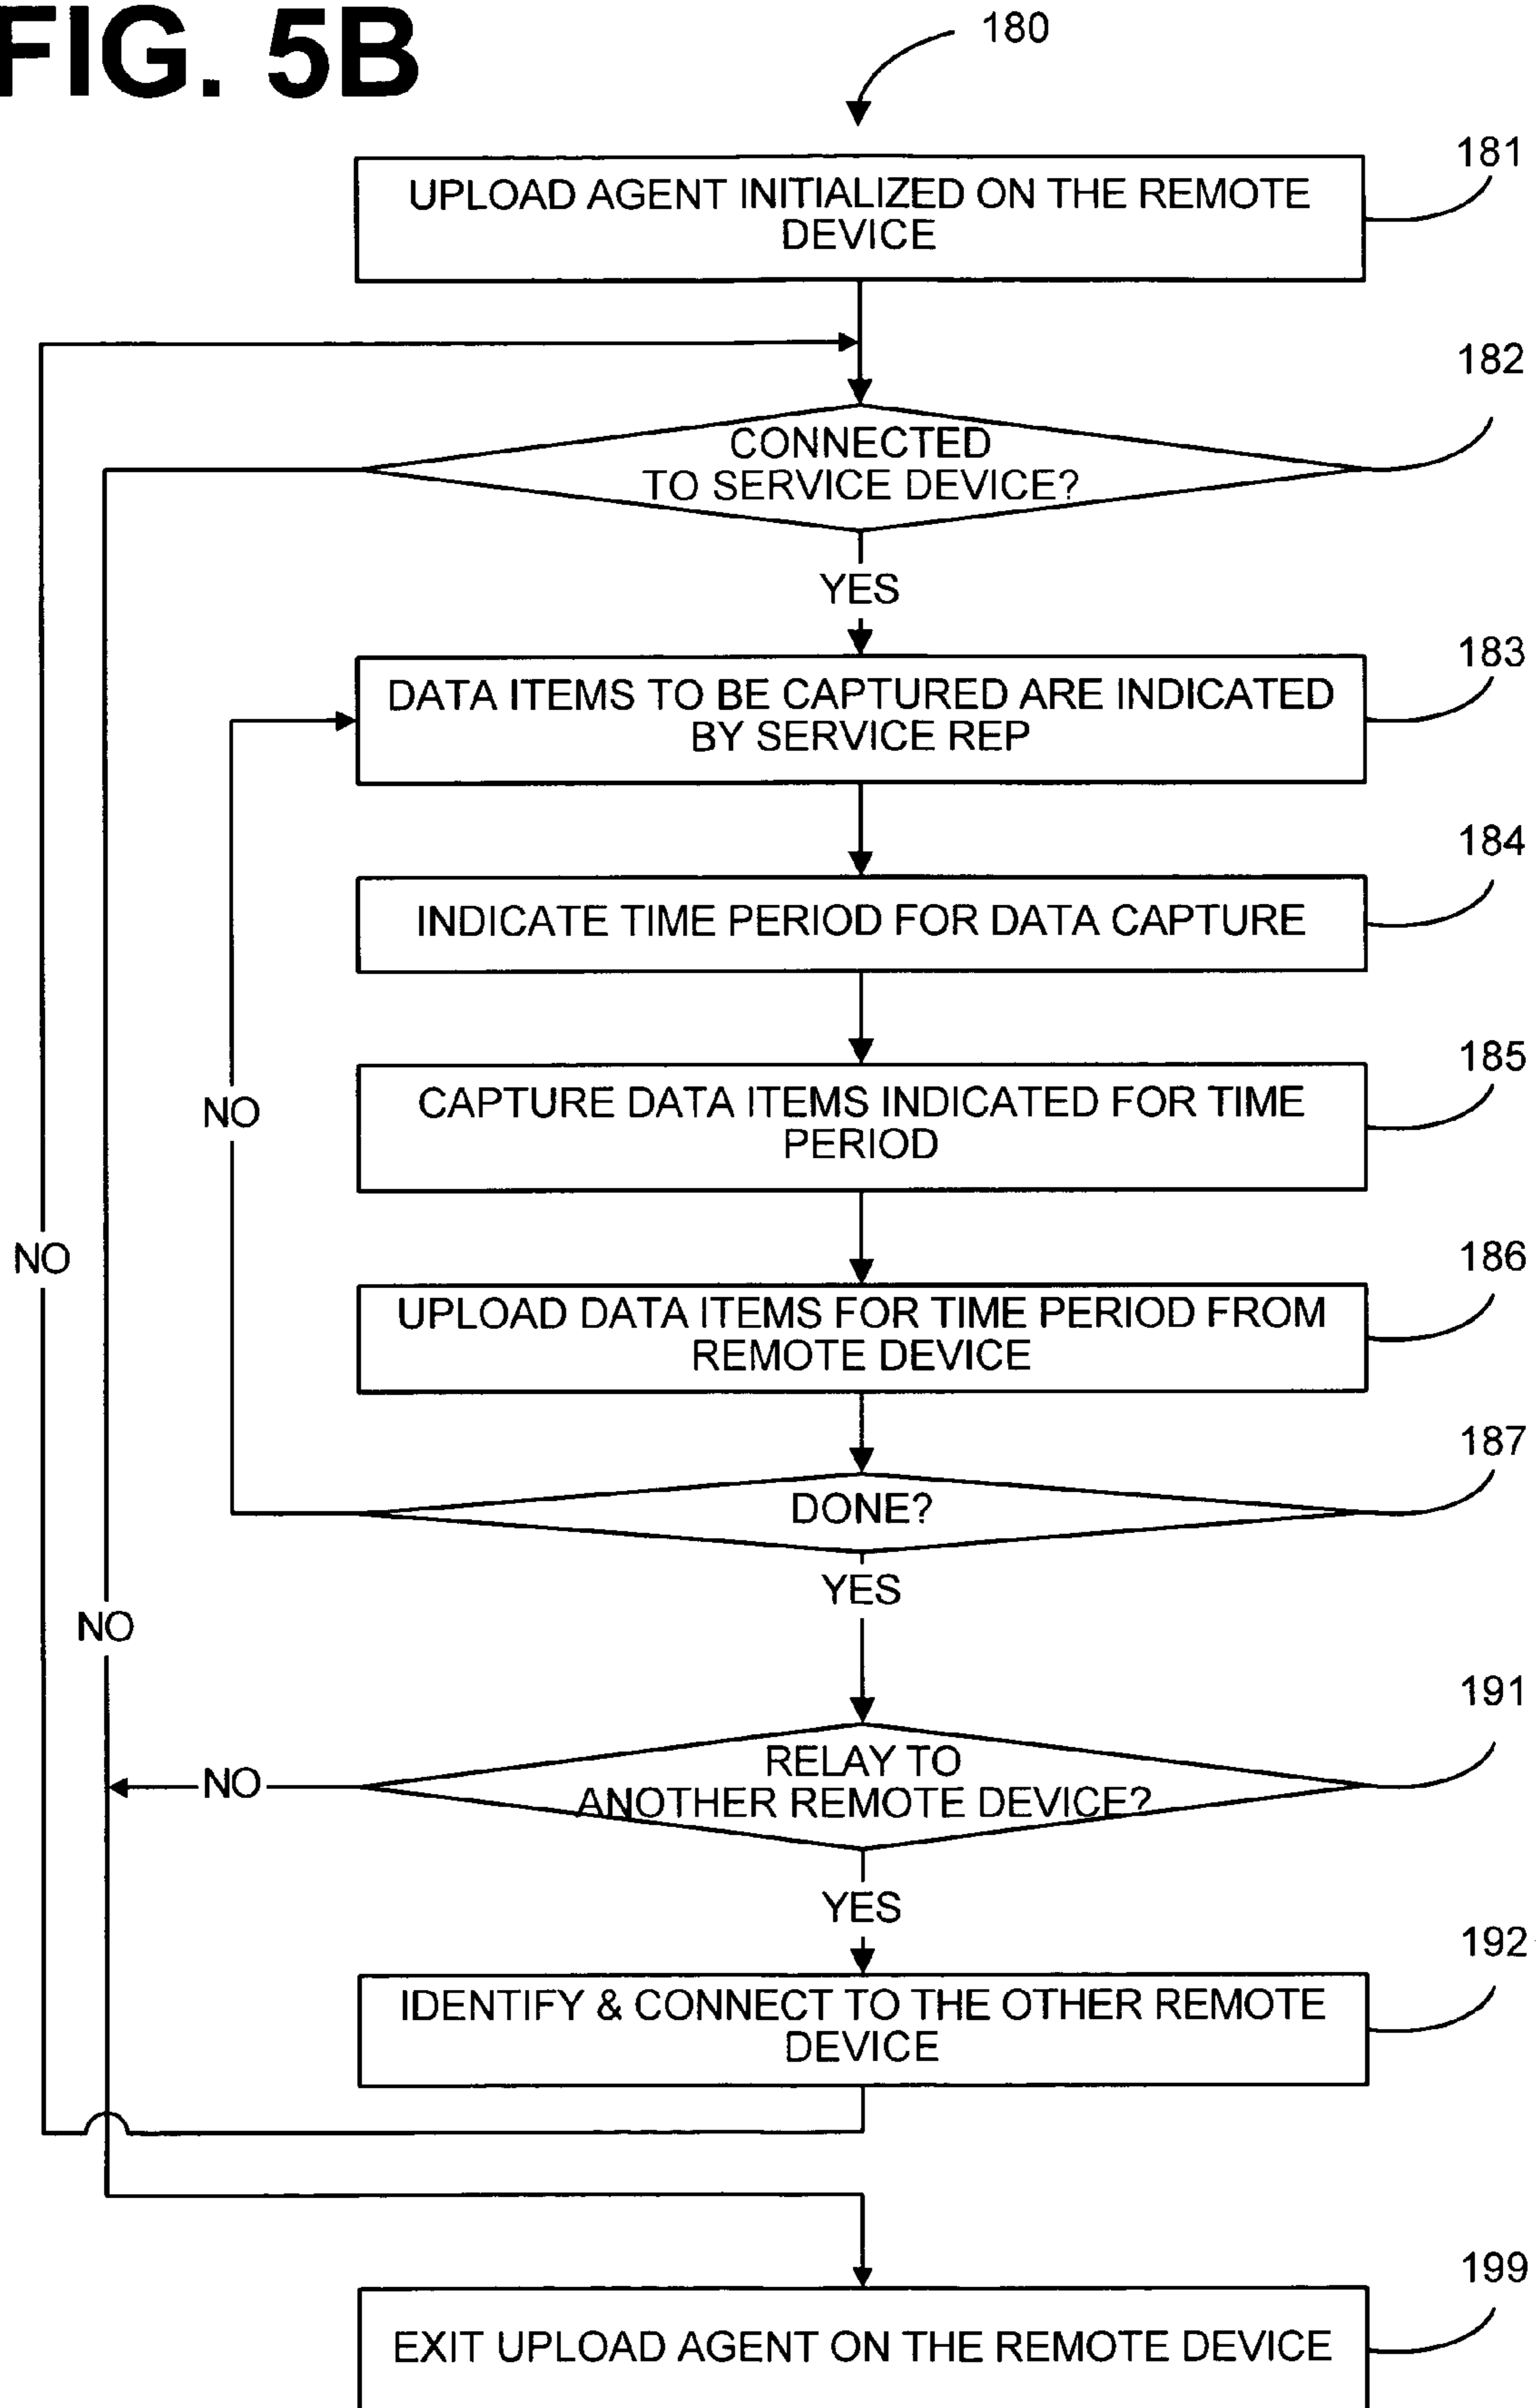 FIG. 5B
180
181
UPLOAD AGENT INITIALIZED ON THE REMOTE
DEVICE
182
CONNECTED
TO SERVICE DEVICE?
YES
183
DATA ITEMS TO BE CAPTURED ARE INDICATED
BY SERVICE REP
184
INDICATE TIME PERIOD FOR DATA CAPTURE
185
CAPTURE DATA ITEMS INDICATED FOR TIME
PERIOD
NO
NO
186
UPLOAD DATA ITEMS FOR TIME PERIOD FROM
REMOTE DEVICE
187
DONE?
YES
NO
191
RELAY TO
ANOTHER REMOTE DEVICE?
NO
YES
192
IDENTIFY & CONNECT TO THE OTHER REMOTE
DEVICE
199
EXIT UPLOAD AGENT ON THE REMOTE DEVICE